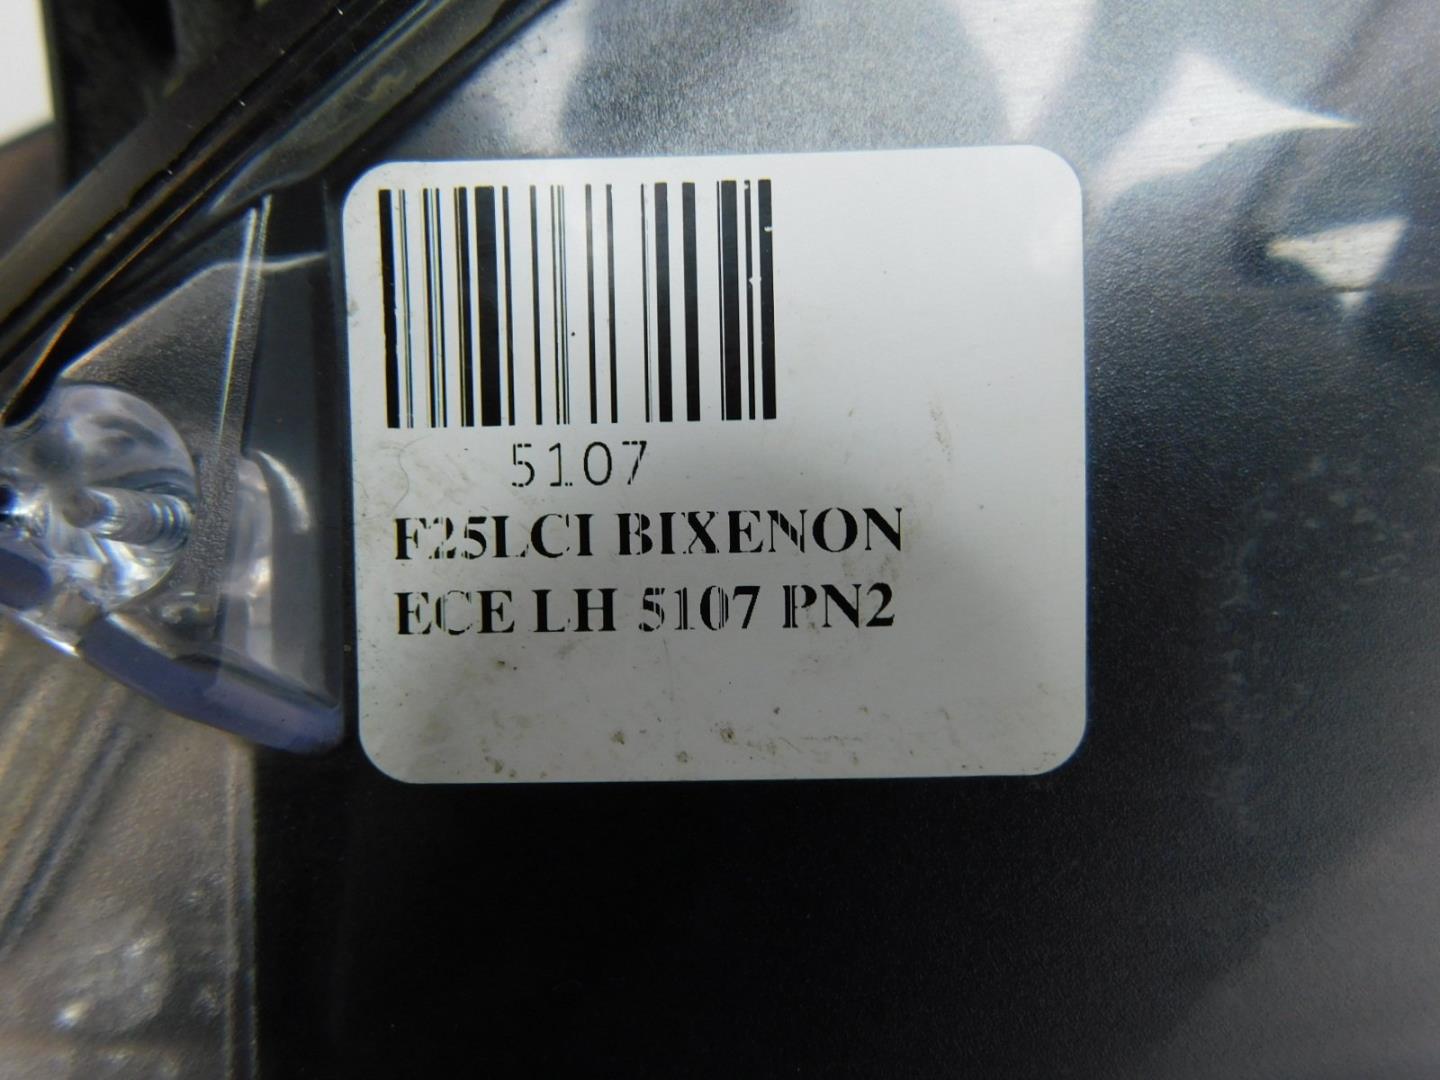 5107
F25LCI BIXENON
ECE LH 5107 PN2